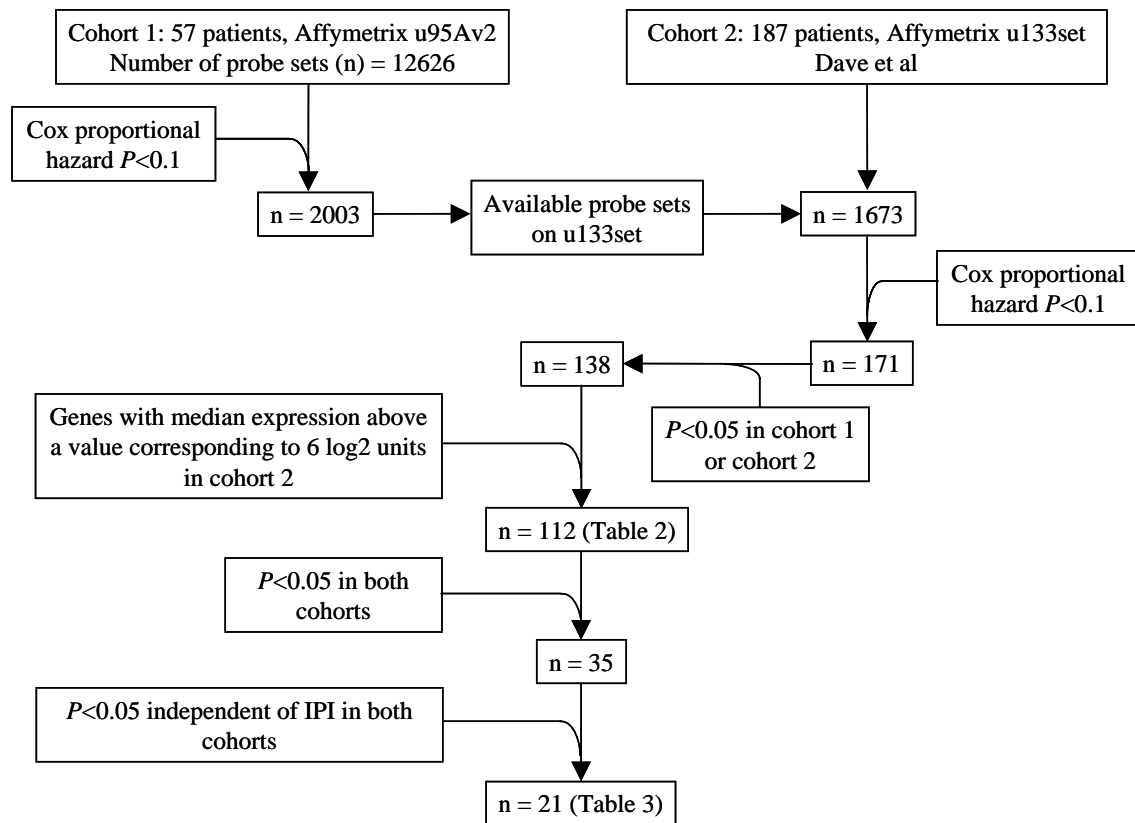 Cohort 1: 57 patients, Affymetrix u95Av2
Number of probe sets (n) = 12626
Cohort 2: 187 patients, Affymetrix u133set
Dave et al
Cox proportional
hazard P<0.1
n = 2003
Available probe sets
on u133set
n = 1673
Cox proportional
hazard P<0.1
n = 138
n = 171
Genes with median expression above
a value corresponding to 6 log2 units
in cohort 2
P<0.05 in cohort 1
or cohort 2
n = 112 (Table 2)
P<0.05 in both
cohorts
n = 35
P<0.05 independent of IPI in both
cohorts
n = 21 (Table 3)